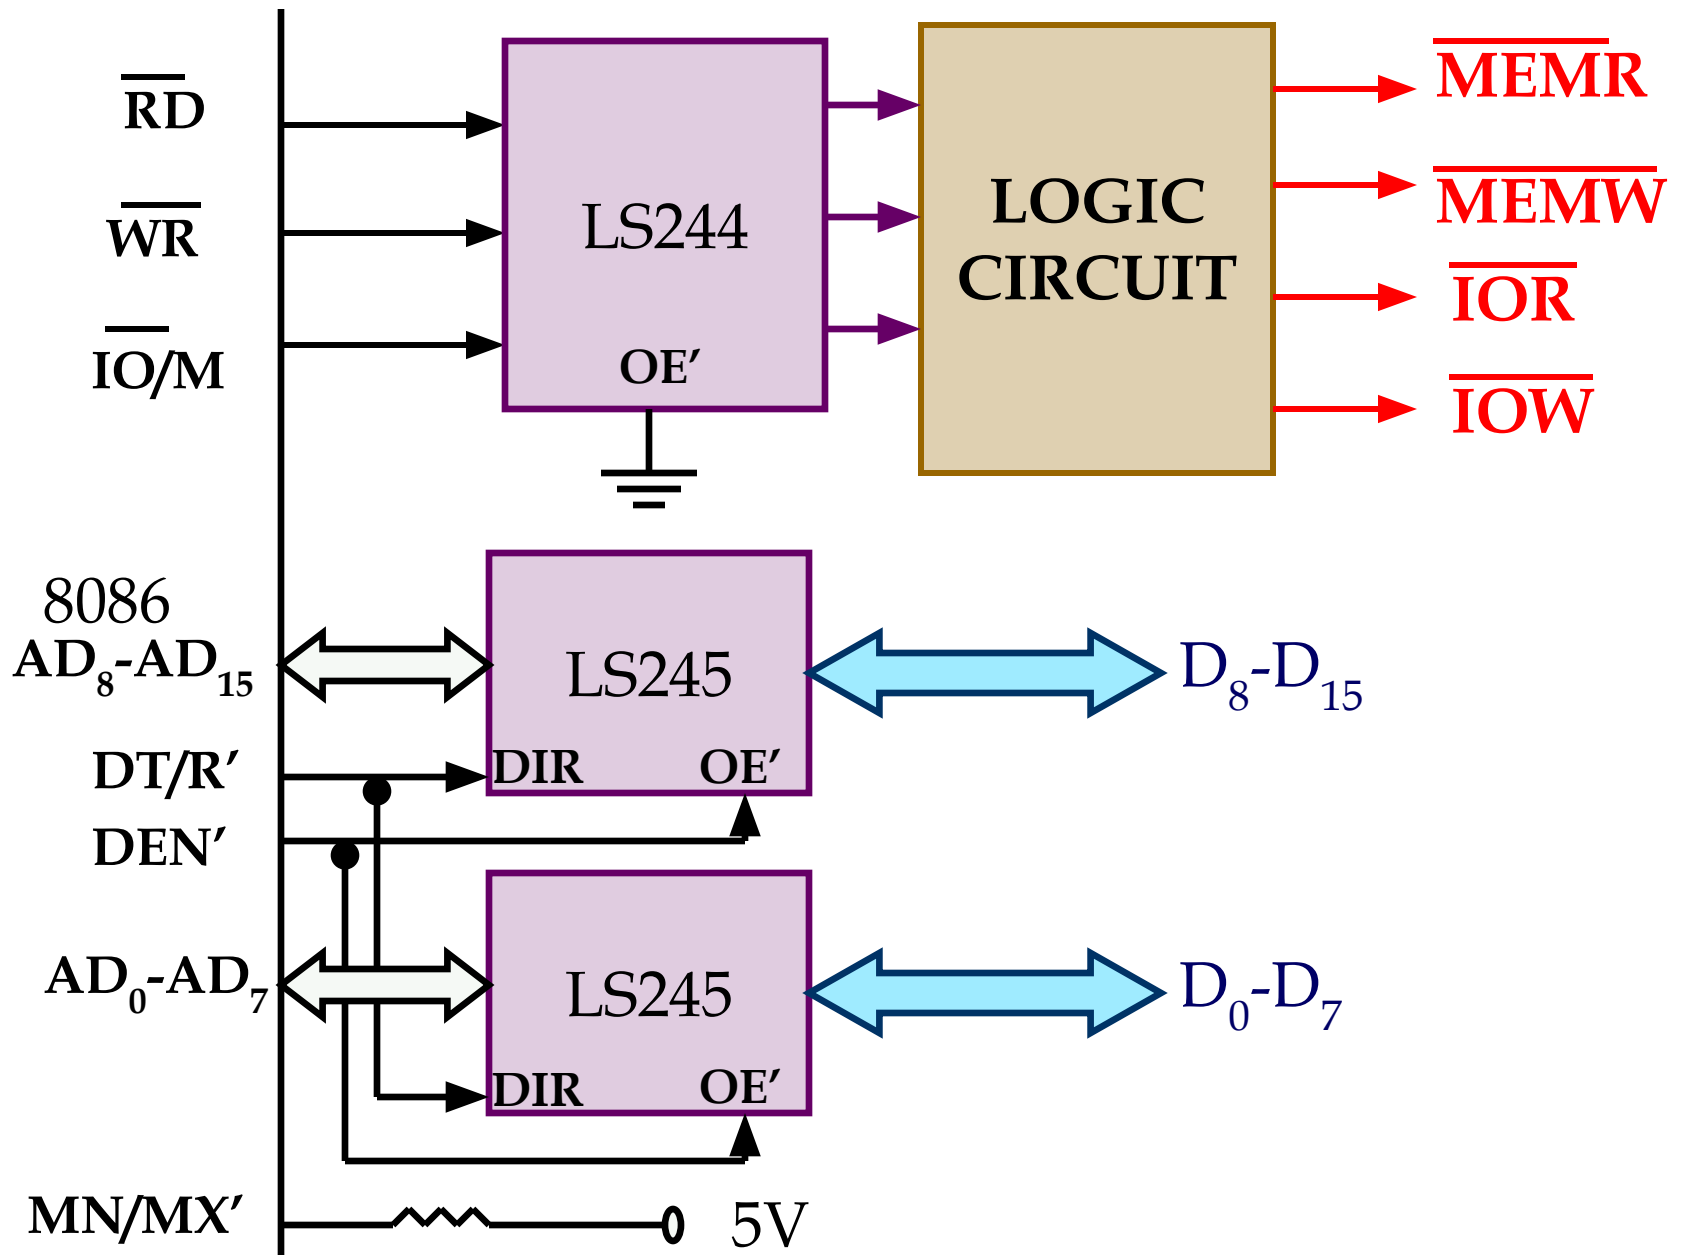 RD
WR
IO/M
LS244
OE′
LOGIC
CIRCUIT
MEMR
MEMW
IOR
IOW
8086
AD8-AD15
LS245
D8-D15
DT/R′
DIR
OE′
DEN′
AD0-AD7
LS245
D0-D7
DIR
OE′
MN/MX′
5V